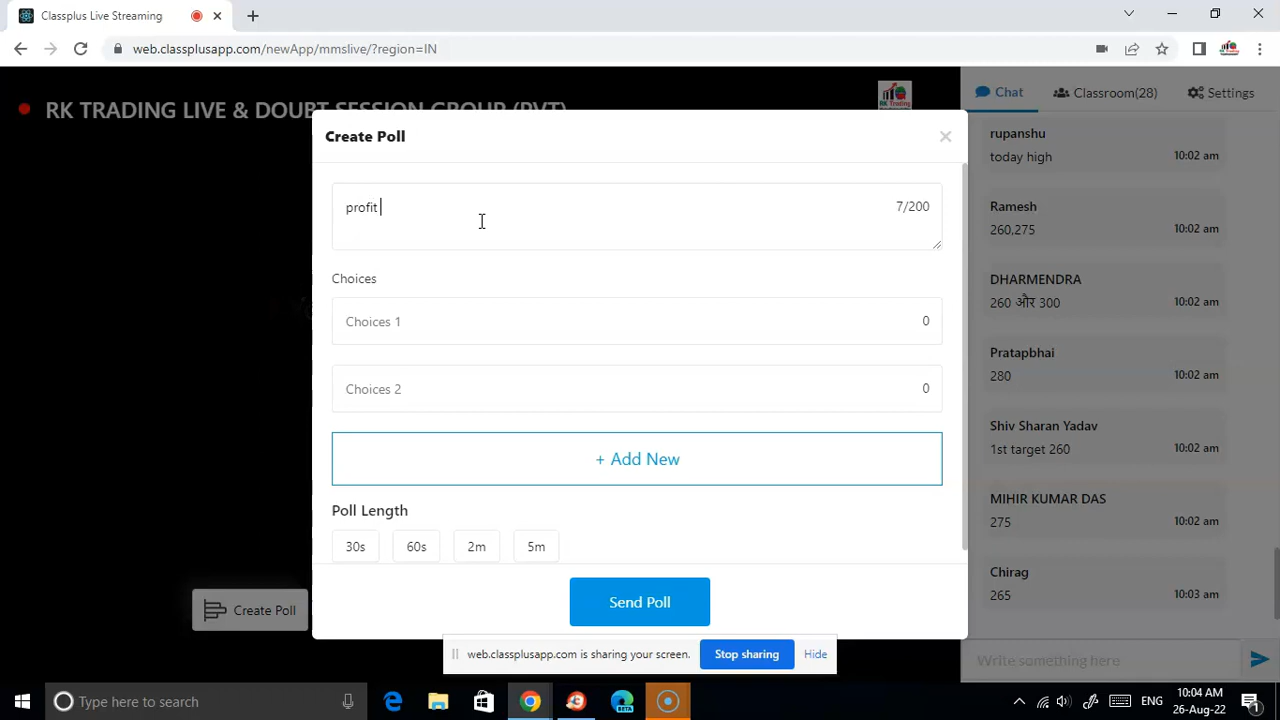 Classplus Live Streaming
web.classplusapp.com/newApp/mmslive/?region=IN
RK TRADING LIVE & DOUBT SESSION GROUP (PVT)
RK Trading
Chat
Classroom(28)
Settings
Create Poll
profit
7/200
Choices
Choices 1
0
Choices 2
0
+ Add New
Poll Length
30s
60s
2m
5m
Send Poll
Create Poll
web.classplusapp.com is sharing your screen.
Stop sharing
Hide
rupanshu
today high
10:02 am
Ramesh
260,275
10:02 am
DHARMENDRA
260 और 300
10:02 am
Pratapbhai
280
10:02 am
Shiv Sharan Yadav
1st target 260
10:02 am
MIHIR KUMAR DAS
275
10:02 am
Chirag
265
10:03 am
Write something here
Type here to search
BETA
ENG
10:04 AM
26-Aug-22
1